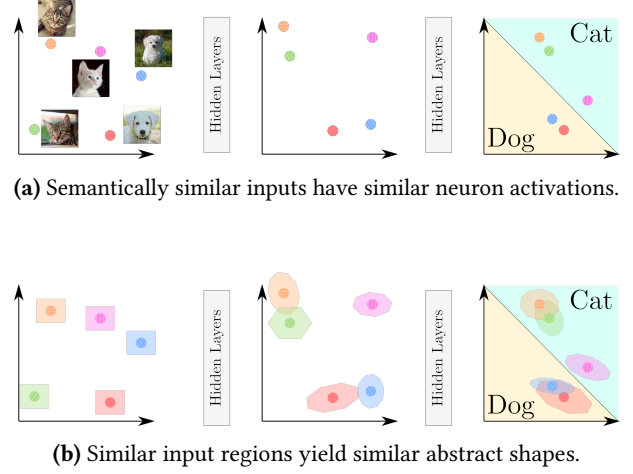 Hidden Layers
Hidden Layers
Cat
Dog
(a) Semantically similar inputs have similar neuron activations.
Hidden Layers
Hidden Layers
Cat
Dog
(b) Similar input regions yield similar abstract shapes.